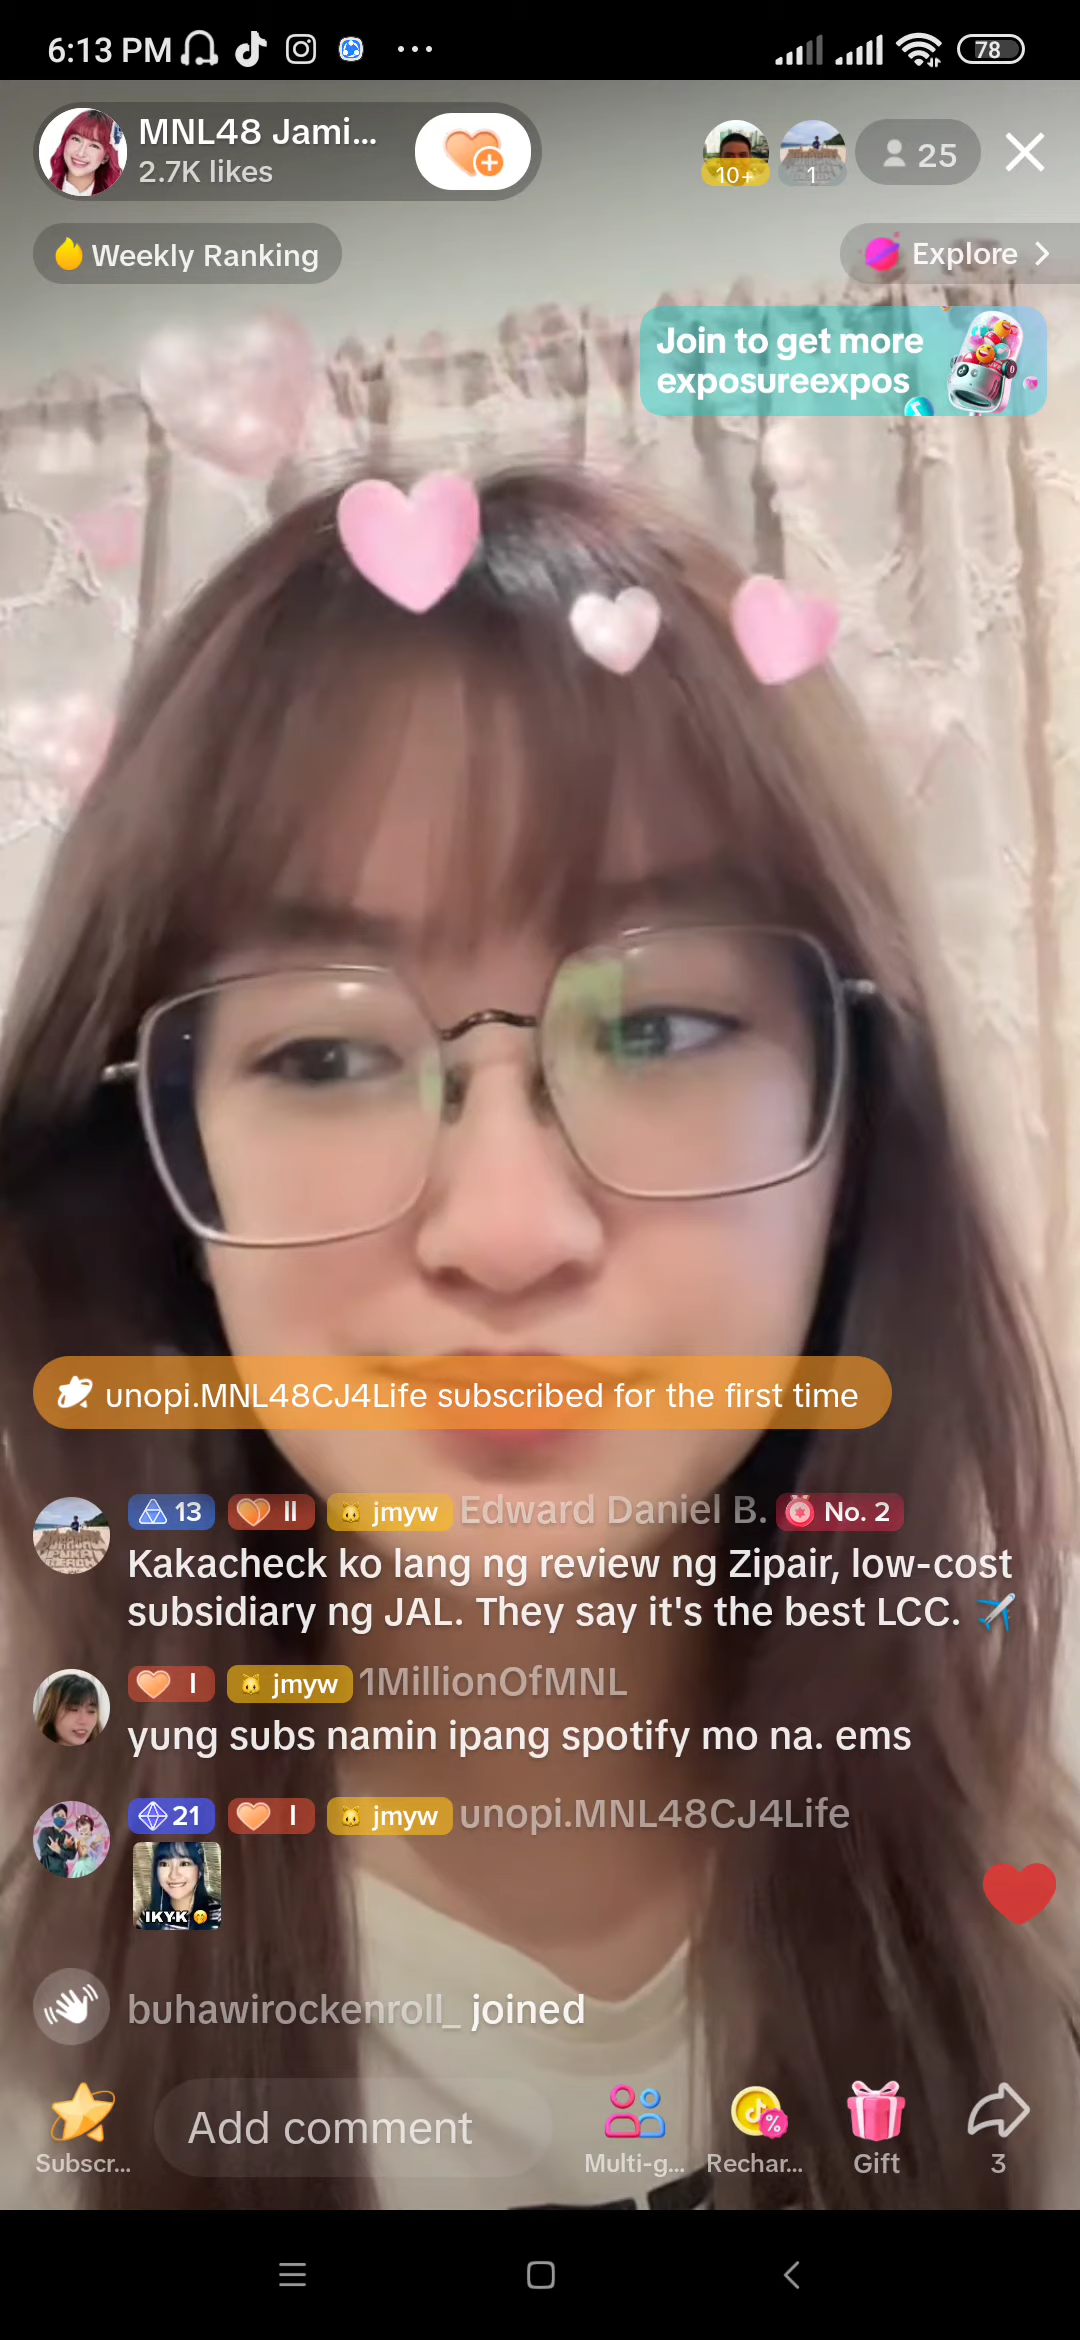 6:13 PM
78
MNL48 Jami...
2.7K likes
10+
1
25
Weekly Ranking
Explore
Join to get more
exposureexpos
unopi.MNL48CJ4Life subscribed for the first time
13 II jmyw Edward Daniel B. No. 2
Kakacheck ko lang ng review ng Zipair, low-cost
subsidiary ng JAL. They say it's the best LCC. ✈️
I jmyw 1MillionOfMNL
yung subs namin ipang spotify mo na. ems
21 I jmyw unopi.MNL48CJ4Life
IKYK 🤭
buhawirockenroll_ joined
Subscr...
Add comment
Multi-g...
Rechar...
Gift
3